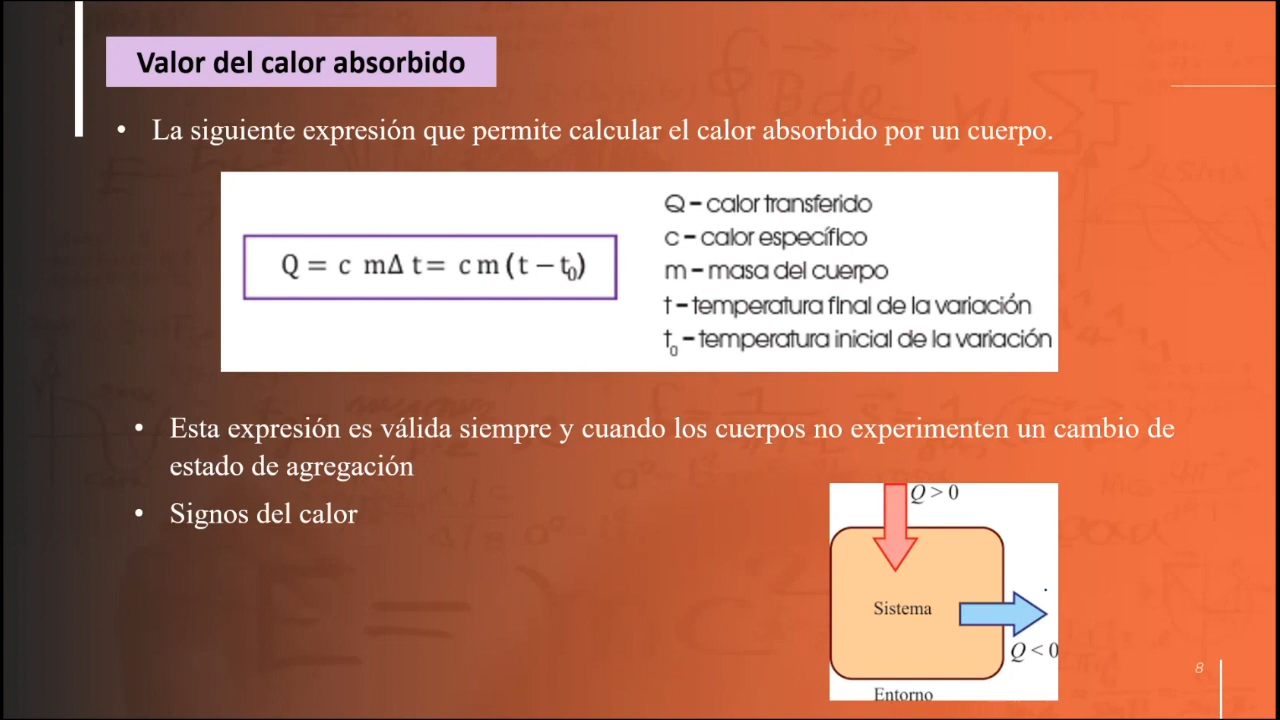 Valor del calor absorbido
• La siguiente expresión que permite calcular el calor absorbido por un cuerpo.
Q = c mΔ t = c m (t – t₀)
Q – calor transferido
c – calor específico
m – masa del cuerpo
t – temperatura final de la variación
t₀ – temperatura inicial de la variación
• Esta expresión es válida siempre y cuando los cuerpos no experimenten un cambio de
estado de agregación
• Signos del calor
Q > 0
Sistema
Q < 0
Entorno
8